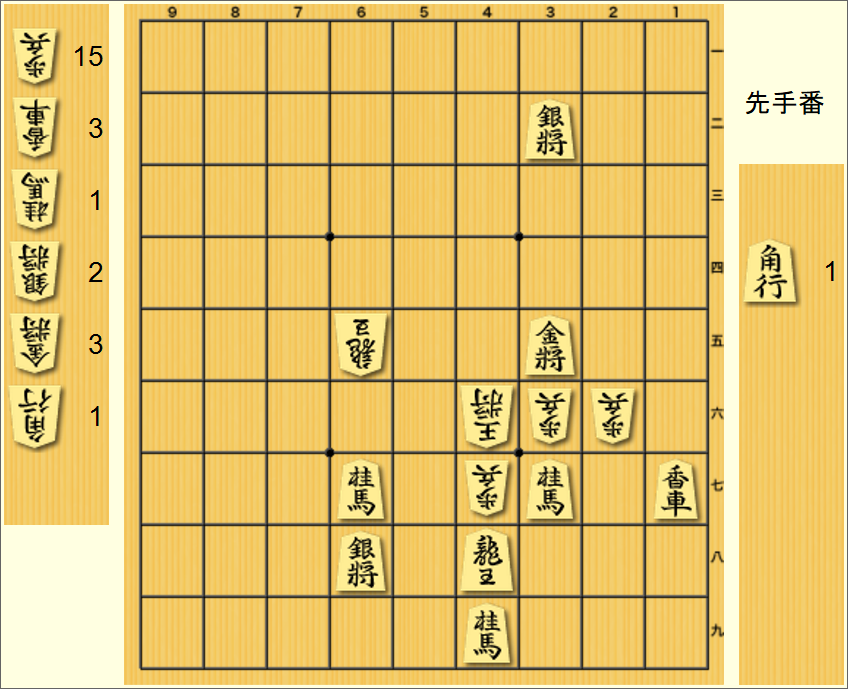 9 8 7 6 5 4 3 2 1
歩兵 15
香車 3
桂馬 1
銀将 2
金将 3
角行 1
銀将 一
二
三
四
龍王 金将 五
王将 歩兵 歩兵 六
桂馬 歩兵 桂馬 香車 七
銀将 龍王 八
桂馬 九
先手番
角行 1